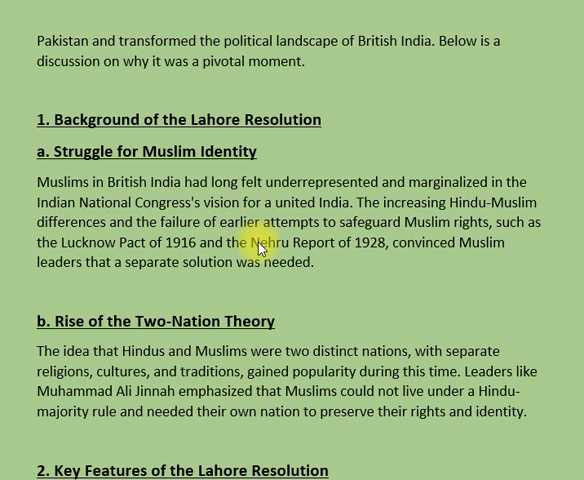 Pakistan and transformed the political landscape of British India. Below is a
discussion on why it was a pivotal moment.
1. Background of the Lahore Resolution
a. Struggle for Muslim Identity
Muslims in British India had long felt underrepresented and marginalized in the
Indian National Congress's vision for a united India. The increasing Hindu-Muslim
differences and the failure of earlier attempts to safeguard Muslim rights, such as
the Lucknow Pact of 1916 and the Nehru Report of 1928, convinced Muslim
leaders that a separate solution was needed.
b. Rise of the Two-Nation Theory
The idea that Hindus and Muslims were two distinct nations, with separate
religions, cultures, and traditions, gained popularity during this time. Leaders like
Muhammad Ali Jinnah emphasized that Muslims could not live under a Hindu-
majority rule and needed their own nation to preserve their rights and identity.
2. Key Features of the Lahore Resolution